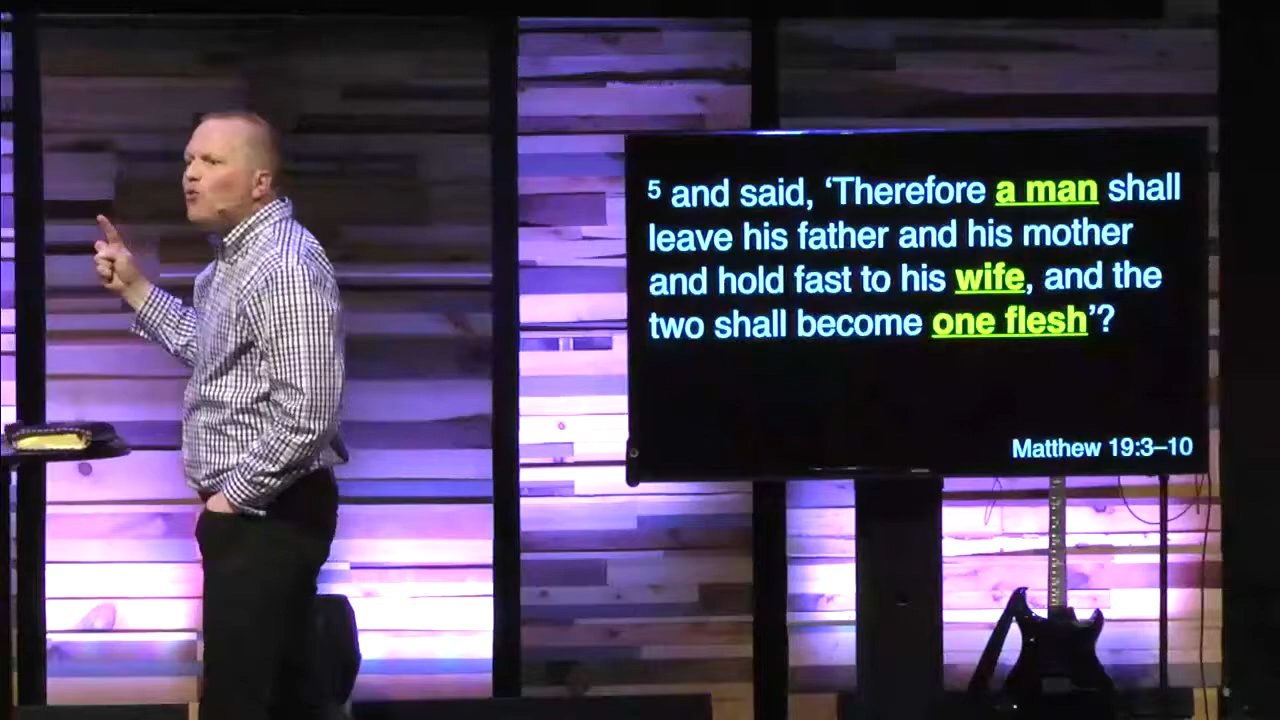 5 and said, ‘Therefore a man shall
leave his father and his mother
and hold fast to his wife, and the
two shall become one flesh’?
Matthew 19:3–10